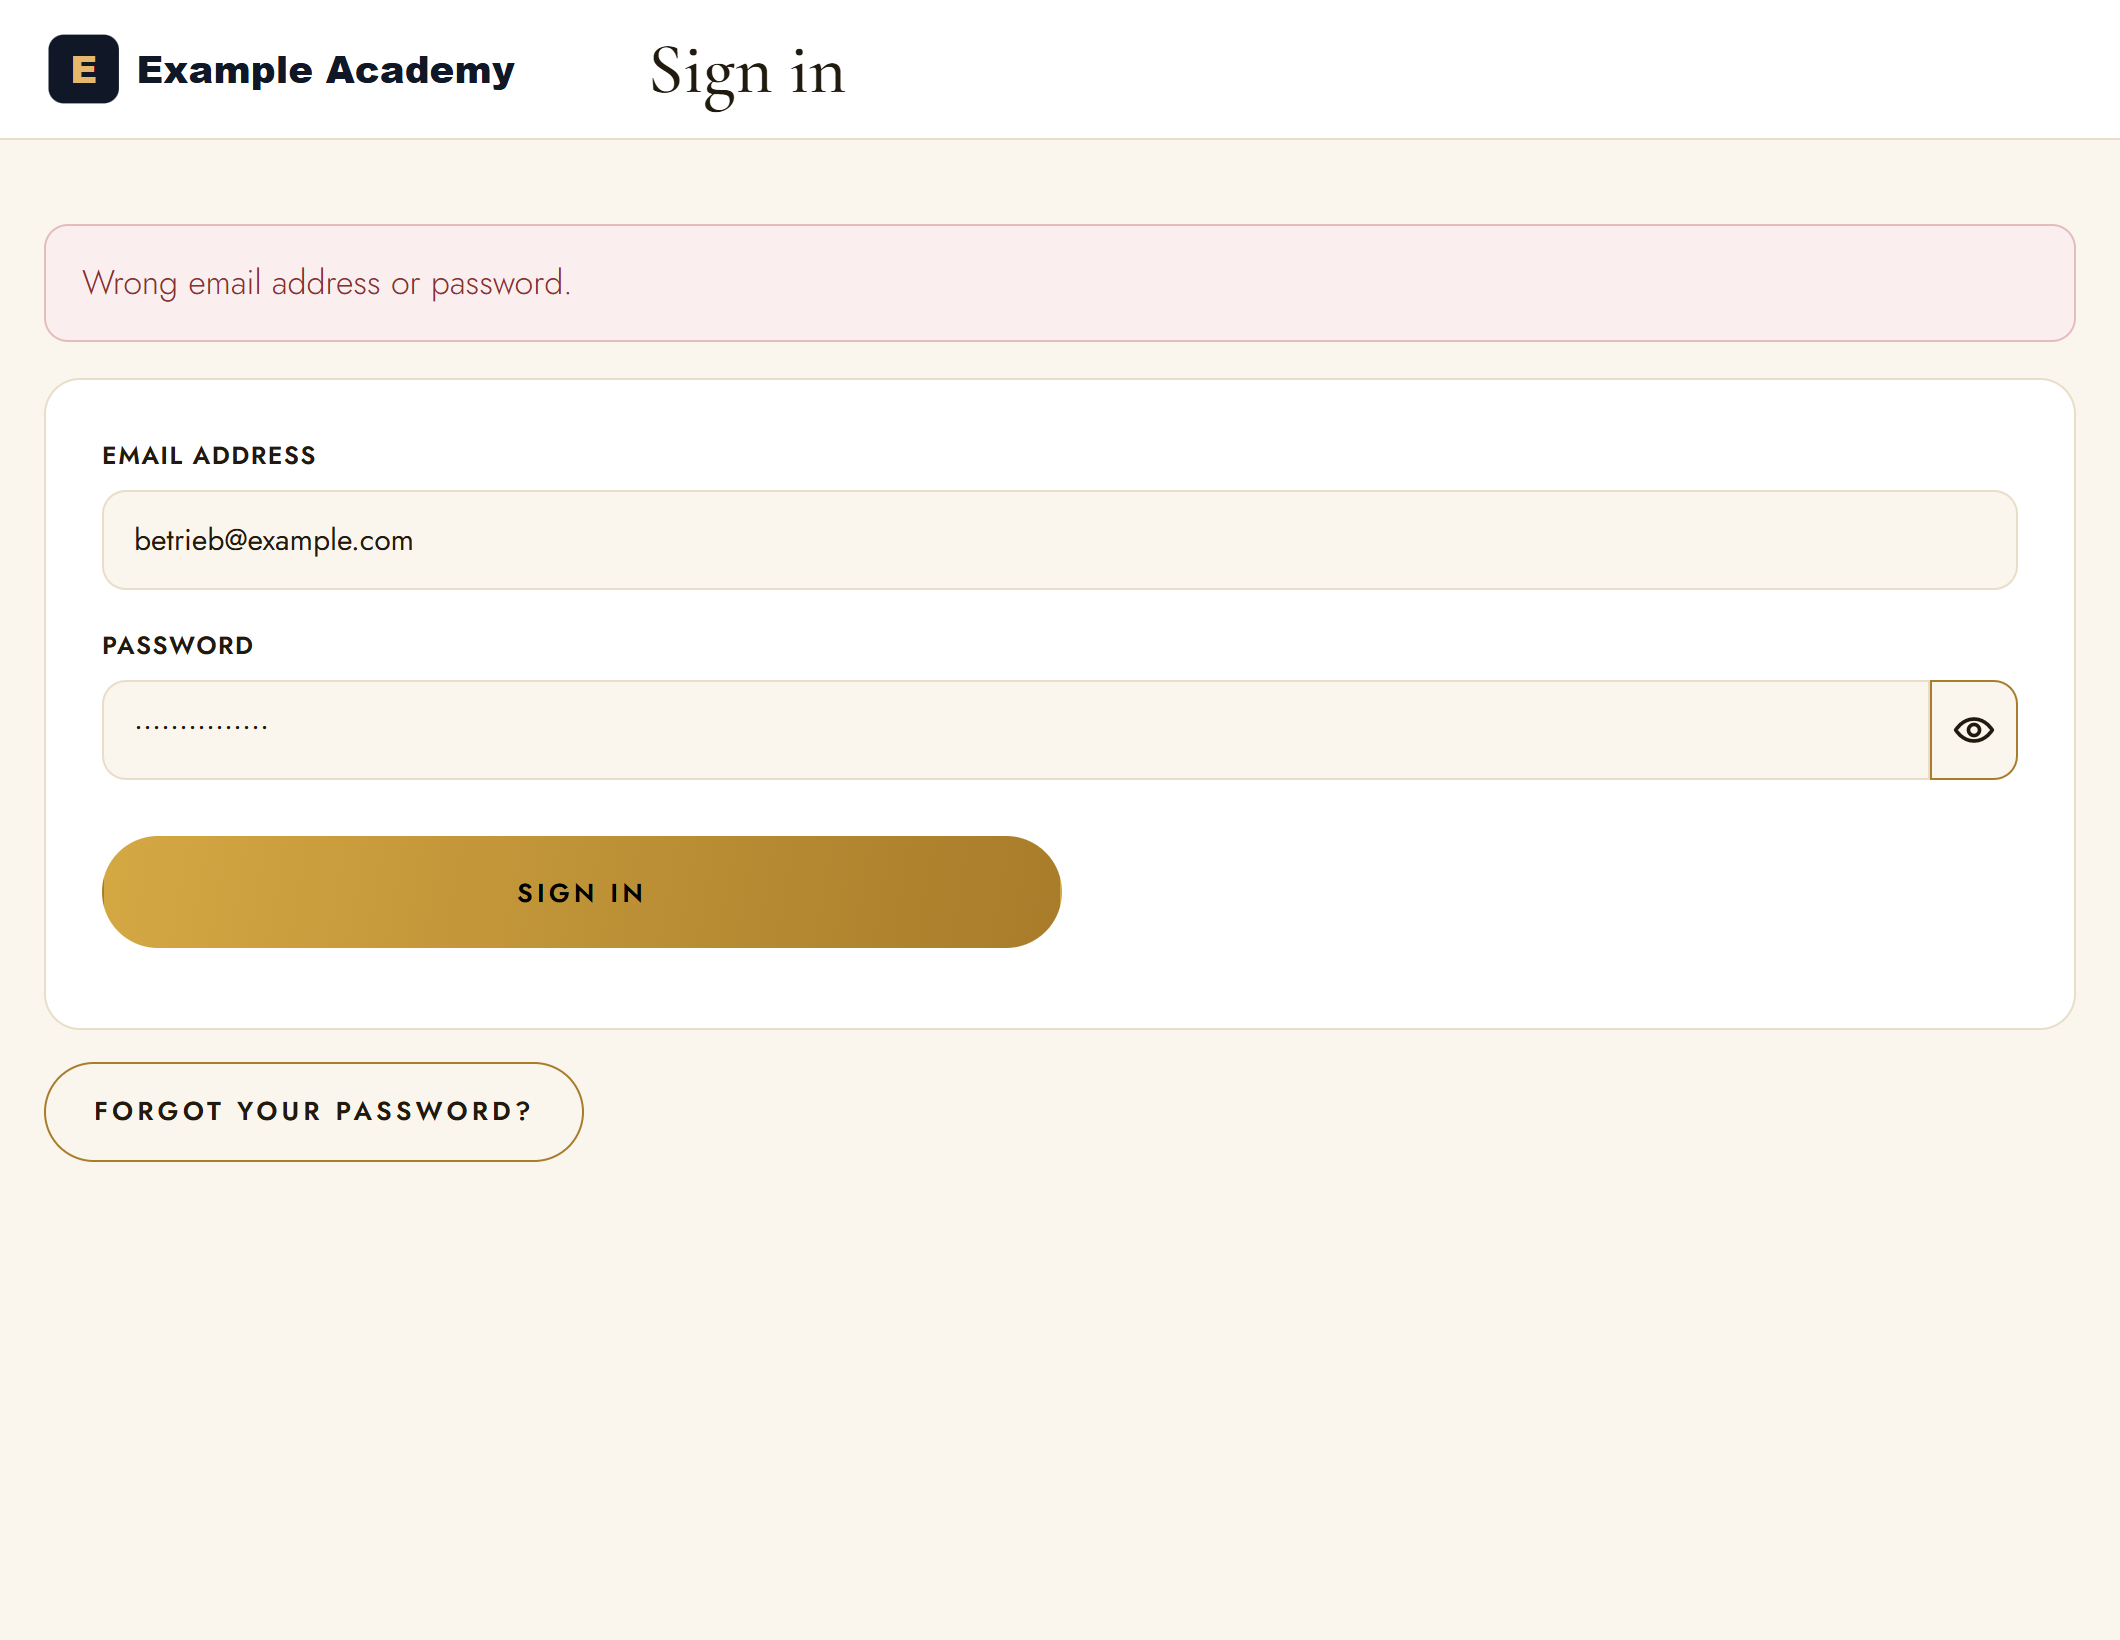 E Example Academy
Sign in
Wrong email address or password.
EMAIL ADDRESS
betrieb@example.com
PASSWORD
...............
SIGN IN
FORGOT YOUR PASSWORD?